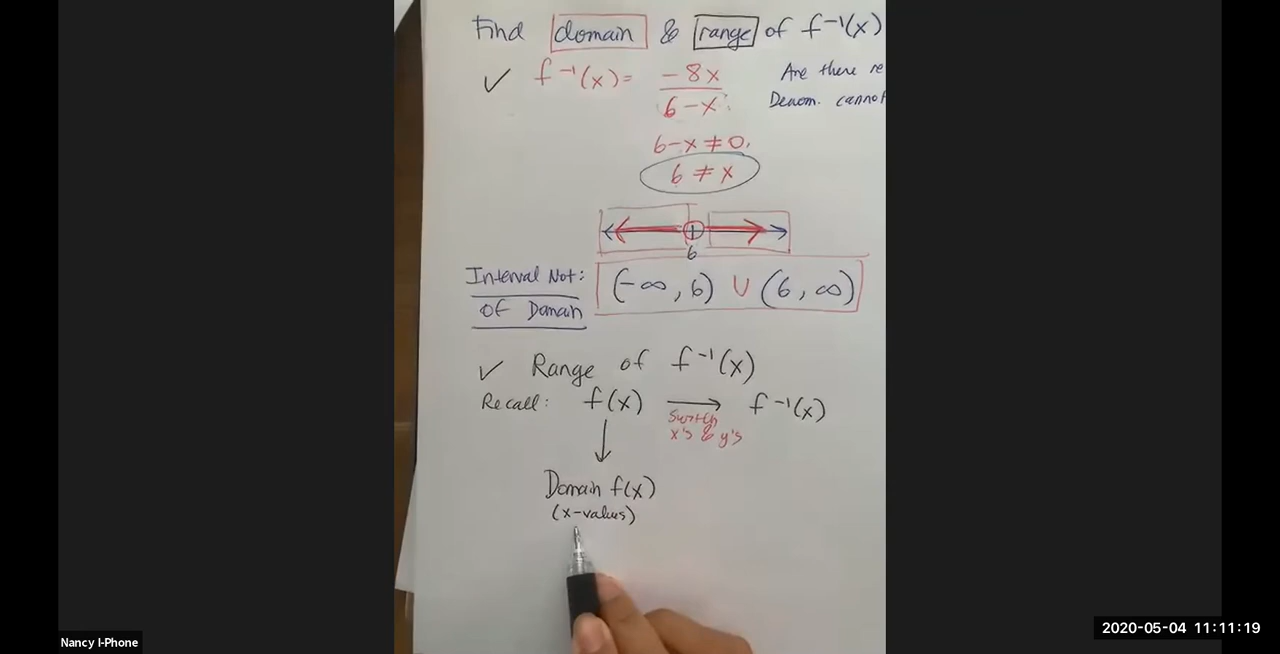 Find domain & range of f⁻¹(x)
✓ f⁻¹(x) = -8x / 6-x
Are there re
Denom. cannot
6-x ≠ 0.
6 ≠ x
6
Interval Not:
Of Domain
(-∞, 6) ∪ (6, ∞)
✓ Range of f⁻¹(x)
Recall: f(x) → f⁻¹(x)
Switch
x's & y's
↓
Domain f(x)
(x-values)
Nancy I-Phone
2020-05-04 11:11:19